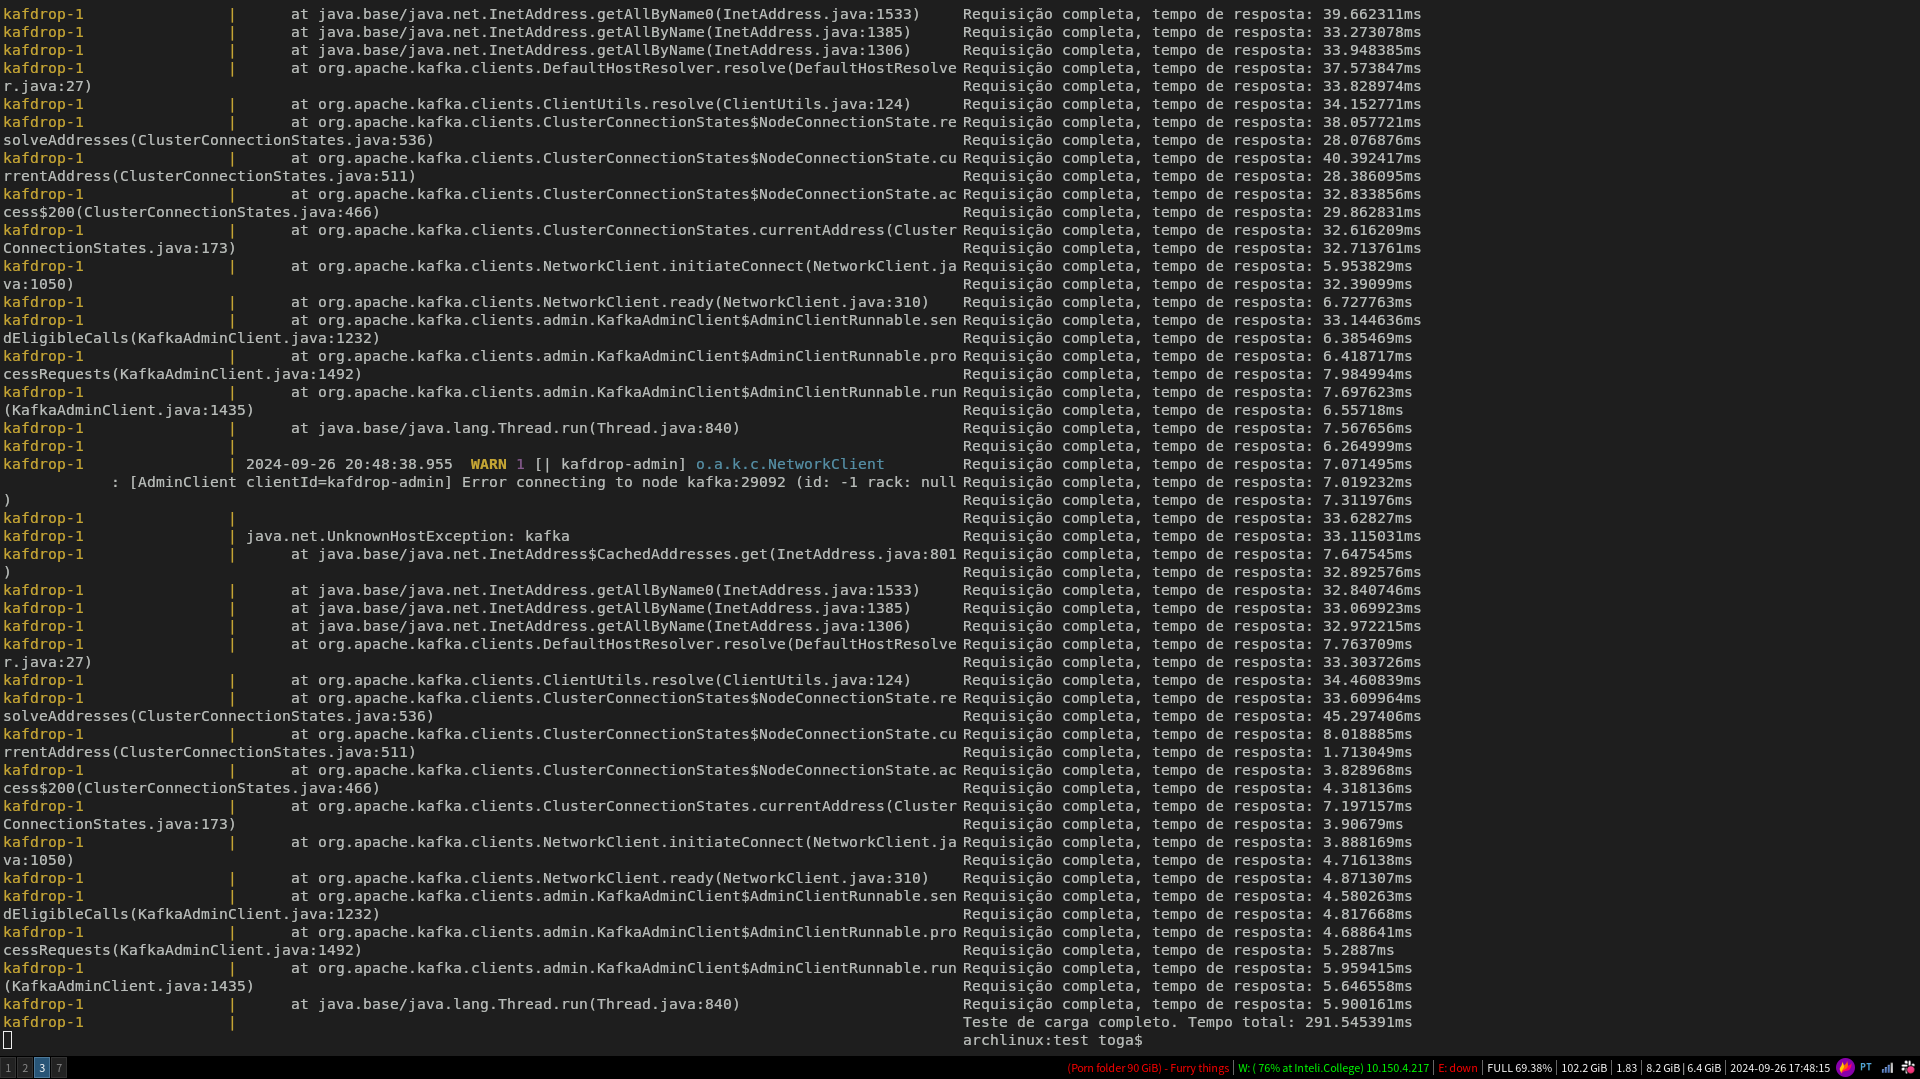 kafdrop-1                |      at java.base/java.net.InetAddress.getAllByName0(InetAddress.java:1533)
kafdrop-1                |      at java.base/java.net.InetAddress.getAllByName(InetAddress.java:1385)
kafdrop-1                |      at java.base/java.net.InetAddress.getAllByName(InetAddress.java:1306)
kafdrop-1                |      at org.apache.kafka.clients.DefaultHostResolver.resolve(DefaultHostResolve
r.java:27)
kafdrop-1                |      at org.apache.kafka.clients.ClientUtils.resolve(ClientUtils.java:124)
kafdrop-1                |      at org.apache.kafka.clients.ClusterConnectionStates$NodeConnectionState.re
solveAddresses(ClusterConnectionStates.java:536)
kafdrop-1                |      at org.apache.kafka.clients.ClusterConnectionStates$NodeConnectionState.cu
rrentAddress(ClusterConnectionStates.java:511)
kafdrop-1                |      at org.apache.kafka.clients.ClusterConnectionStates$NodeConnectionState.ac
cess$200(ClusterConnectionStates.java:466)
kafdrop-1                |      at org.apache.kafka.clients.ClusterConnectionStates.currentAddress(Cluster
ConnectionStates.java:173)
kafdrop-1                |      at org.apache.kafka.clients.NetworkClient.initiateConnect(NetworkClient.ja
va:1050)
kafdrop-1                |      at org.apache.kafka.clients.NetworkClient.ready(NetworkClient.java:310)
kafdrop-1                |      at org.apache.kafka.clients.admin.KafkaAdminClient$AdminClientRunnable.sen
dEligibleCalls(KafkaAdminClient.java:1232)
kafdrop-1                |      at org.apache.kafka.clients.admin.KafkaAdminClient$AdminClientRunnable.pro
cessRequests(KafkaAdminClient.java:1492)
kafdrop-1                |      at org.apache.kafka.clients.admin.KafkaAdminClient$AdminClientRunnable.run
(KafkaAdminClient.java:1435)
kafdrop-1                |      at java.base/java.lang.Thread.run(Thread.java:840)
kafdrop-1                |
kafdrop-1                | 2024-09-26 20:48:38.955  WARN 1 [| kafdrop-admin] o.a.k.c.NetworkClient
            : [AdminClient clientId=kafdrop-admin] Error connecting to node kafka:29092 (id: -1 rack: null
)
kafdrop-1                |
kafdrop-1                | java.net.UnknownHostException: kafka
kafdrop-1                |      at java.base/java.net.InetAddress$CachedAddresses.get(InetAddress.java:801
)
kafdrop-1                |      at java.base/java.net.InetAddress.getAllByName0(InetAddress.java:1533)
kafdrop-1                |      at java.base/java.net.InetAddress.getAllByName(InetAddress.java:1385)
kafdrop-1                |      at java.base/java.net.InetAddress.getAllByName(InetAddress.java:1306)
kafdrop-1                |      at org.apache.kafka.clients.DefaultHostResolver.resolve(DefaultHostResolve
r.java:27)
kafdrop-1                |      at org.apache.kafka.clients.ClientUtils.resolve(ClientUtils.java:124)
kafdrop-1                |      at org.apache.kafka.clients.ClusterConnectionStates$NodeConnectionState.re
solveAddresses(ClusterConnectionStates.java:536)
kafdrop-1                |      at org.apache.kafka.clients.ClusterConnectionStates$NodeConnectionState.cu
rrentAddress(ClusterConnectionStates.java:511)
kafdrop-1                |      at org.apache.kafka.clients.ClusterConnectionStates$NodeConnectionState.ac
cess$200(ClusterConnectionStates.java:466)
kafdrop-1                |      at org.apache.kafka.clients.ClusterConnectionStates.currentAddress(Cluster
ConnectionStates.java:173)
kafdrop-1                |      at org.apache.kafka.clients.NetworkClient.initiateConnect(NetworkClient.ja
va:1050)
kafdrop-1                |      at org.apache.kafka.clients.NetworkClient.ready(NetworkClient.java:310)
kafdrop-1                |      at org.apache.kafka.clients.admin.KafkaAdminClient$AdminClientRunnable.sen
dEligibleCalls(KafkaAdminClient.java:1232)
kafdrop-1                |      at org.apache.kafka.clients.admin.KafkaAdminClient$AdminClientRunnable.pro
cessRequests(KafkaAdminClient.java:1492)
kafdrop-1                |      at org.apache.kafka.clients.admin.KafkaAdminClient$AdminClientRunnable.run
(KafkaAdminClient.java:1435)
kafdrop-1                |      at java.base/java.lang.Thread.run(Thread.java:840)
kafdrop-1                |
Requisição completa, tempo de resposta: 39.662311ms
Requisição completa, tempo de resposta: 33.273078ms
Requisição completa, tempo de resposta: 33.948385ms
Requisição completa, tempo de resposta: 37.573847ms
Requisição completa, tempo de resposta: 33.828974ms
Requisição completa, tempo de resposta: 34.152771ms
Requisição completa, tempo de resposta: 38.057721ms
Requisição completa, tempo de resposta: 28.076876ms
Requisição completa, tempo de resposta: 40.392417ms
Requisição completa, tempo de resposta: 28.386095ms
Requisição completa, tempo de resposta: 32.833856ms
Requisição completa, tempo de resposta: 29.862831ms
Requisição completa, tempo de resposta: 32.616209ms
Requisição completa, tempo de resposta: 32.713761ms
Requisição completa, tempo de resposta: 5.953829ms
Requisição completa, tempo de resposta: 32.39099ms
Requisição completa, tempo de resposta: 6.727763ms
Requisição completa, tempo de resposta: 33.144636ms
Requisição completa, tempo de resposta: 6.385469ms
Requisição completa, tempo de resposta: 6.418717ms
Requisição completa, tempo de resposta: 7.984994ms
Requisição completa, tempo de resposta: 7.697623ms
Requisição completa, tempo de resposta: 6.55718ms
Requisição completa, tempo de resposta: 7.567656ms
Requisição completa, tempo de resposta: 6.264999ms
Requisição completa, tempo de resposta: 7.071495ms
Requisição completa, tempo de resposta: 7.019232ms
Requisição completa, tempo de resposta: 7.311976ms
Requisição completa, tempo de resposta: 33.62827ms
Requisição completa, tempo de resposta: 33.115031ms
Requisição completa, tempo de resposta: 7.647545ms
Requisição completa, tempo de resposta: 32.892576ms
Requisição completa, tempo de resposta: 32.840746ms
Requisição completa, tempo de resposta: 33.069923ms
Requisição completa, tempo de resposta: 32.972215ms
Requisição completa, tempo de resposta: 7.763709ms
Requisição completa, tempo de resposta: 33.303726ms
Requisição completa, tempo de resposta: 34.460839ms
Requisição completa, tempo de resposta: 33.609964ms
Requisição completa, tempo de resposta: 45.297406ms
Requisição completa, tempo de resposta: 8.018885ms
Requisição completa, tempo de resposta: 1.713049ms
Requisição completa, tempo de resposta: 3.828968ms
Requisição completa, tempo de resposta: 4.318136ms
Requisição completa, tempo de resposta: 7.197157ms
Requisição completa, tempo de resposta: 3.90679ms
Requisição completa, tempo de resposta: 3.888169ms
Requisição completa, tempo de resposta: 4.716138ms
Requisição completa, tempo de resposta: 4.871307ms
Requisição completa, tempo de resposta: 4.580263ms
Requisição completa, tempo de resposta: 4.817668ms
Requisição completa, tempo de resposta: 4.688641ms
Requisição completa, tempo de resposta: 5.2887ms
Requisição completa, tempo de resposta: 5.959415ms
Requisição completa, tempo de resposta: 5.646558ms
Requisição completa, tempo de resposta: 5.900161ms
Teste de carga completo. Tempo total: 291.545391ms
archlinux:test toga$
1 2 3 7 (Porn folder 90 GiB) - Furry things | W: ( 76% at Inteli.College) 10.150.4.217 | E: down | FULL 69.38% | 102.2 GiB | 1.83 | 8.2 GiB | 6.4 GiB | 2024-09-26 17:48:15 PT